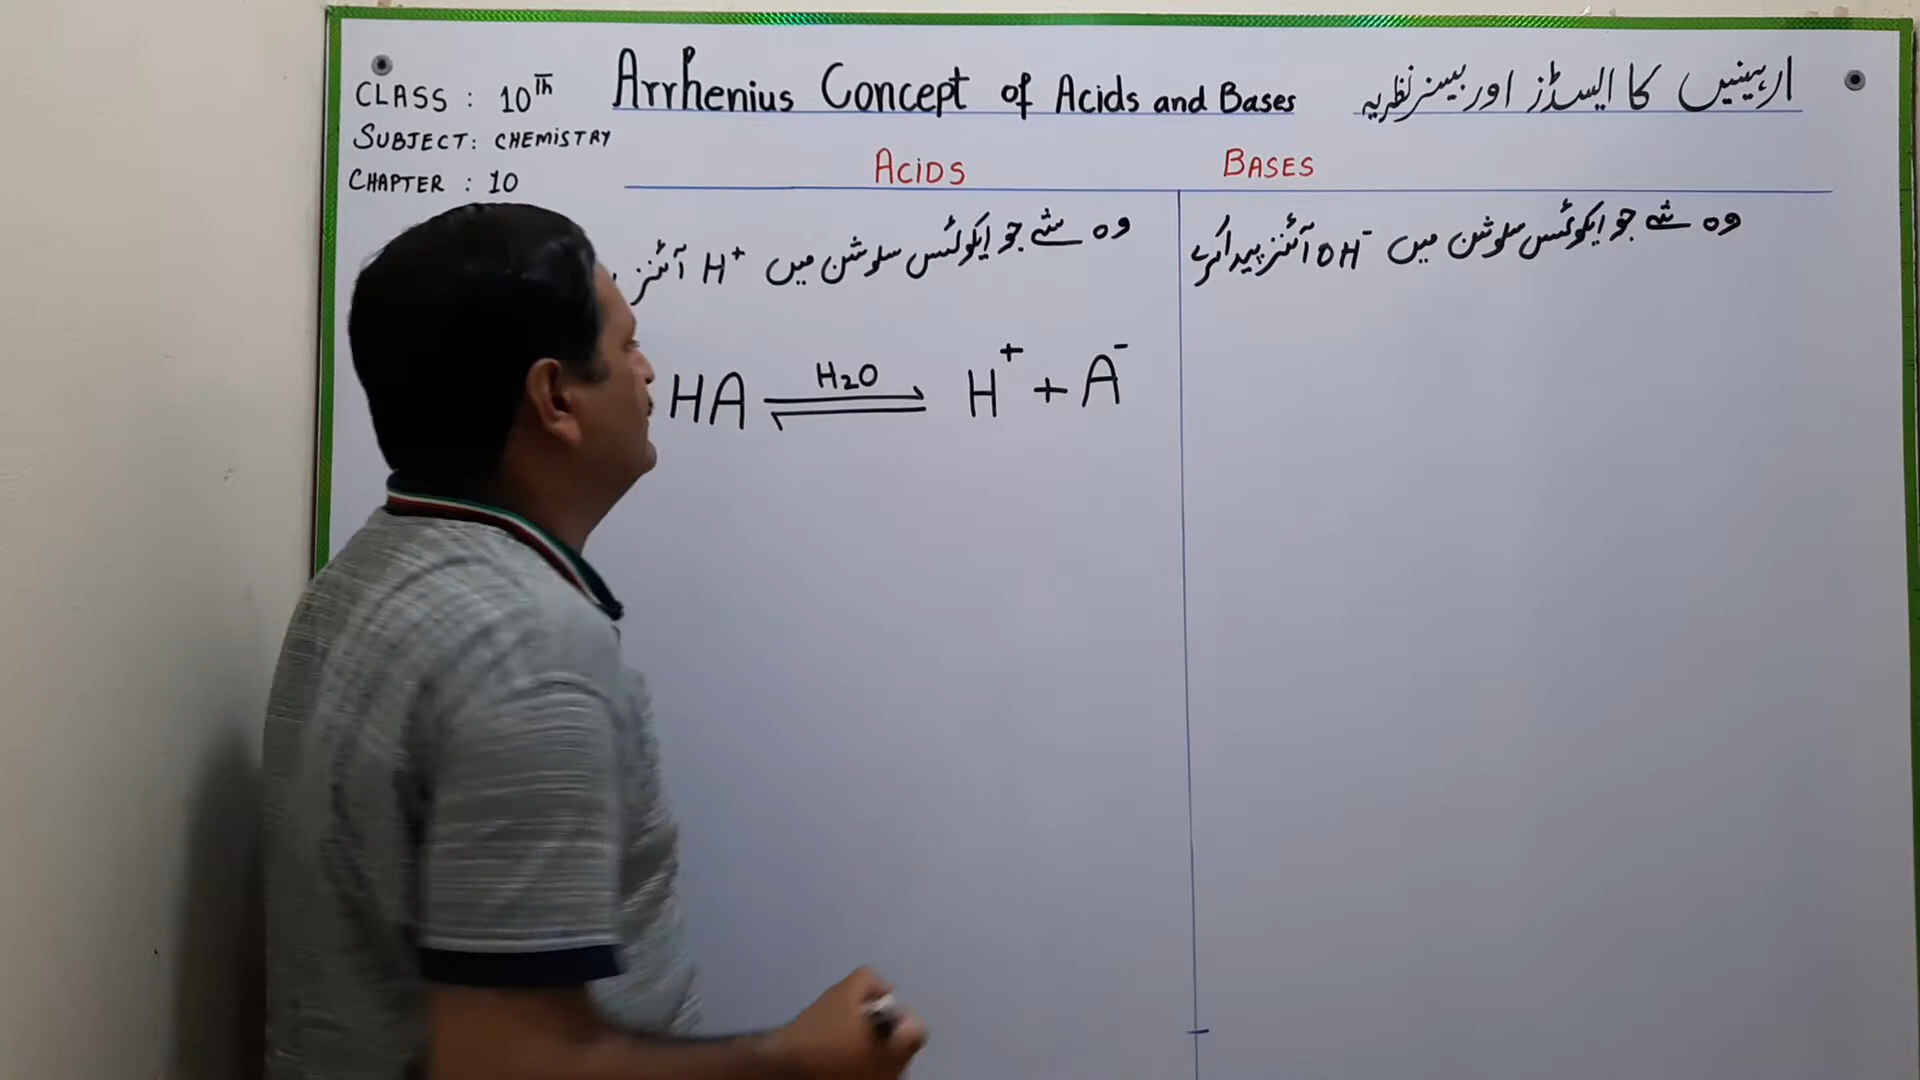 CLASS : 10Th
SUBJECT: CHEMISTRY
CHAPTER : 10
Arrhenius Concept of Acids and Bases
ارہینیس کا ایسڈز اور بیسز نظریہ
ACIDS
BASES
وہ شے جو ایکوئس سلوشن میں H⁺ آئنز
وہ شے جو ایکوئس سلوشن میں OH⁻ آئنز پیدا کرے
HA ⇌ H₂O H⁺ + A⁻